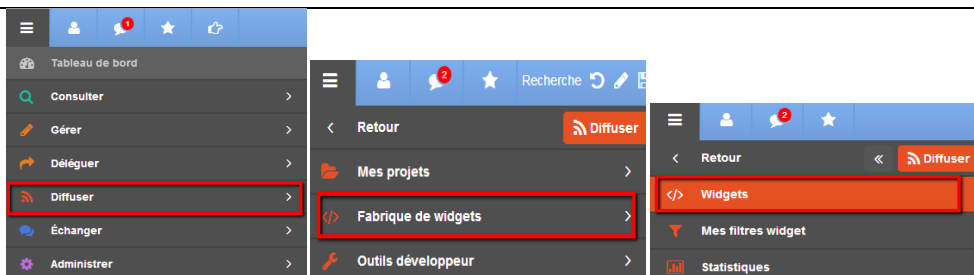 1
Tableau de bord
Consulter
Gérer
Déléguer
Diffuser
Échanger
Administrer
2
Recherche
Retour
Diffuser
Mes projets
Fabrique de widgets
Outils développeur
2
Retour
Diffuser
Widgets
Mes filtres widget
Statistiques